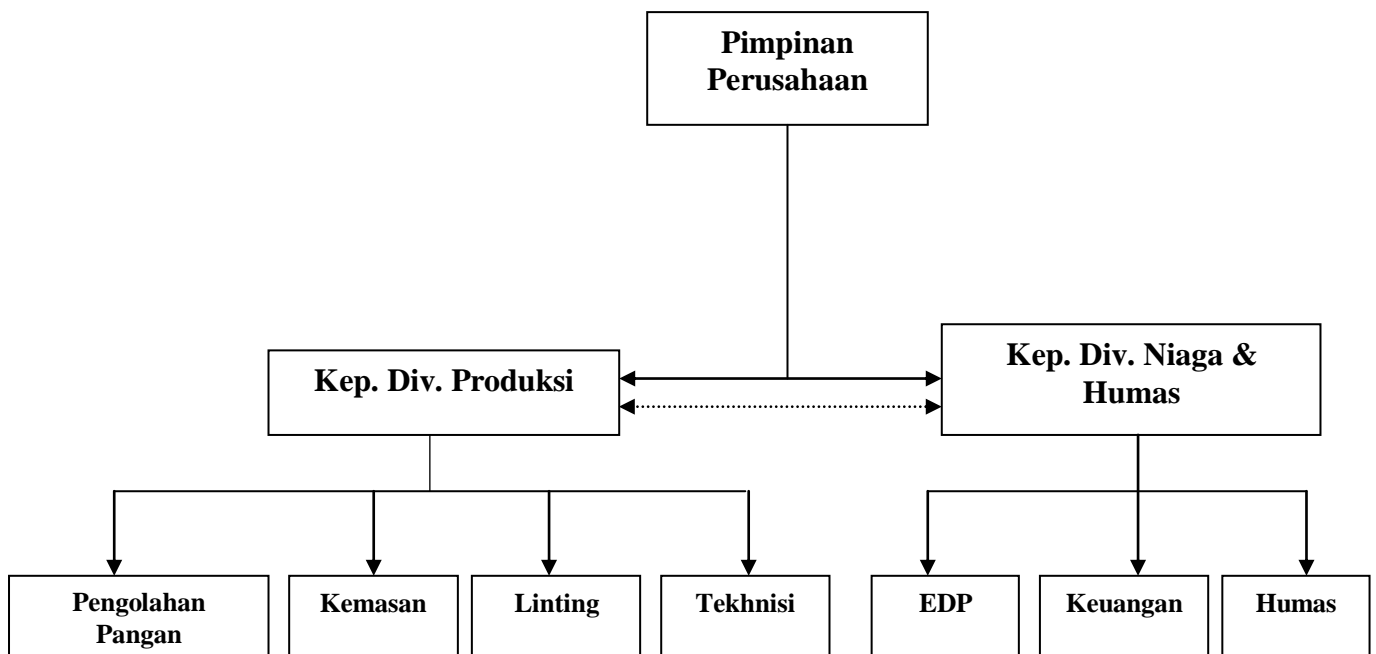 Pimpinan
Perusahaan
Kep. Div. Produksi
Kep. Div. Niaga &
Humas
Pengolahan
Pangan
Kemasan
Linting
Tekhnisi
EDP
Keuangan
Humas